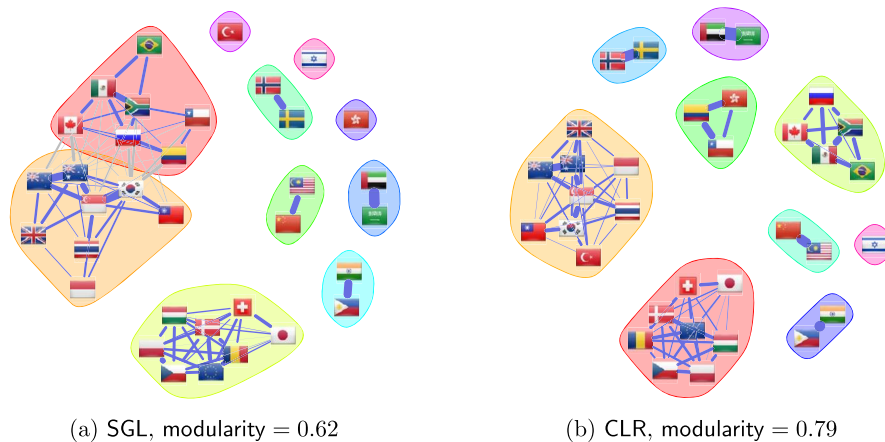 (a) SGL, modularity = 0.62
(b) CLR, modularity = 0.79